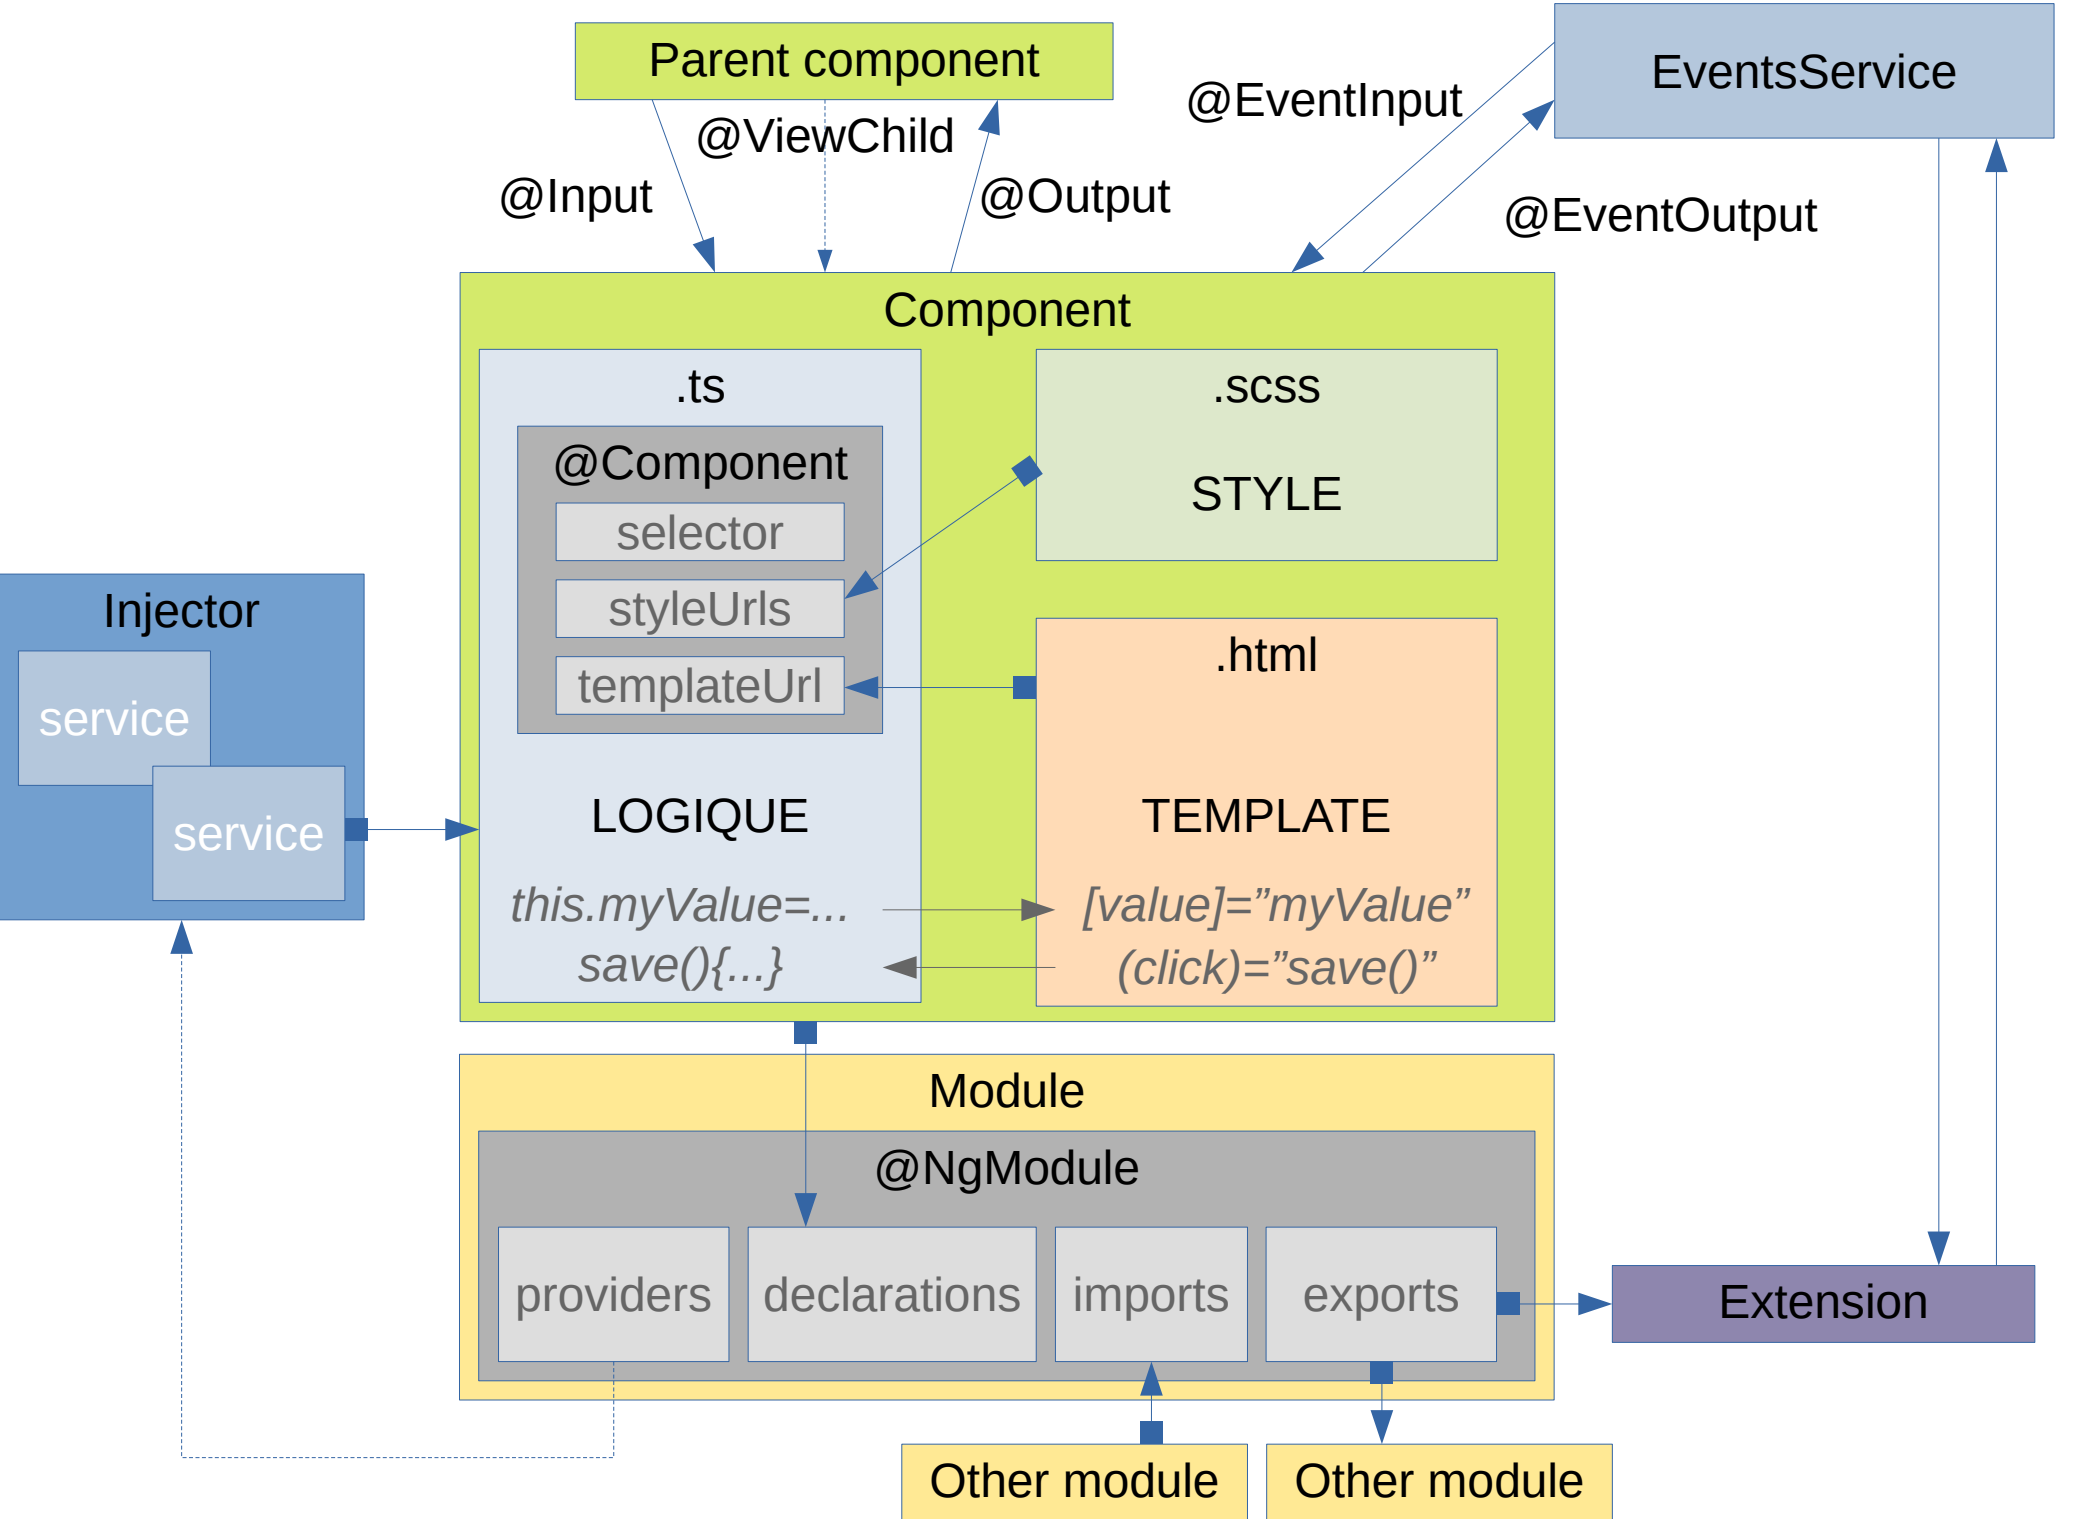 Parent component
EventsService
@EventInput
@ViewChild
@Input
@Output
@EventOutput
Component
.ts
@Component
selector
styleUrls
templateUrl
LOGIQUE
this.myValue=...
save(){...}
.scss
STYLE
.html
TEMPLATE
[value]=”myValue”
(click)=”save()”
Injector
service
service
Module
@NgModule
providers
declarations
imports
exports
Extension
Other module
Other module